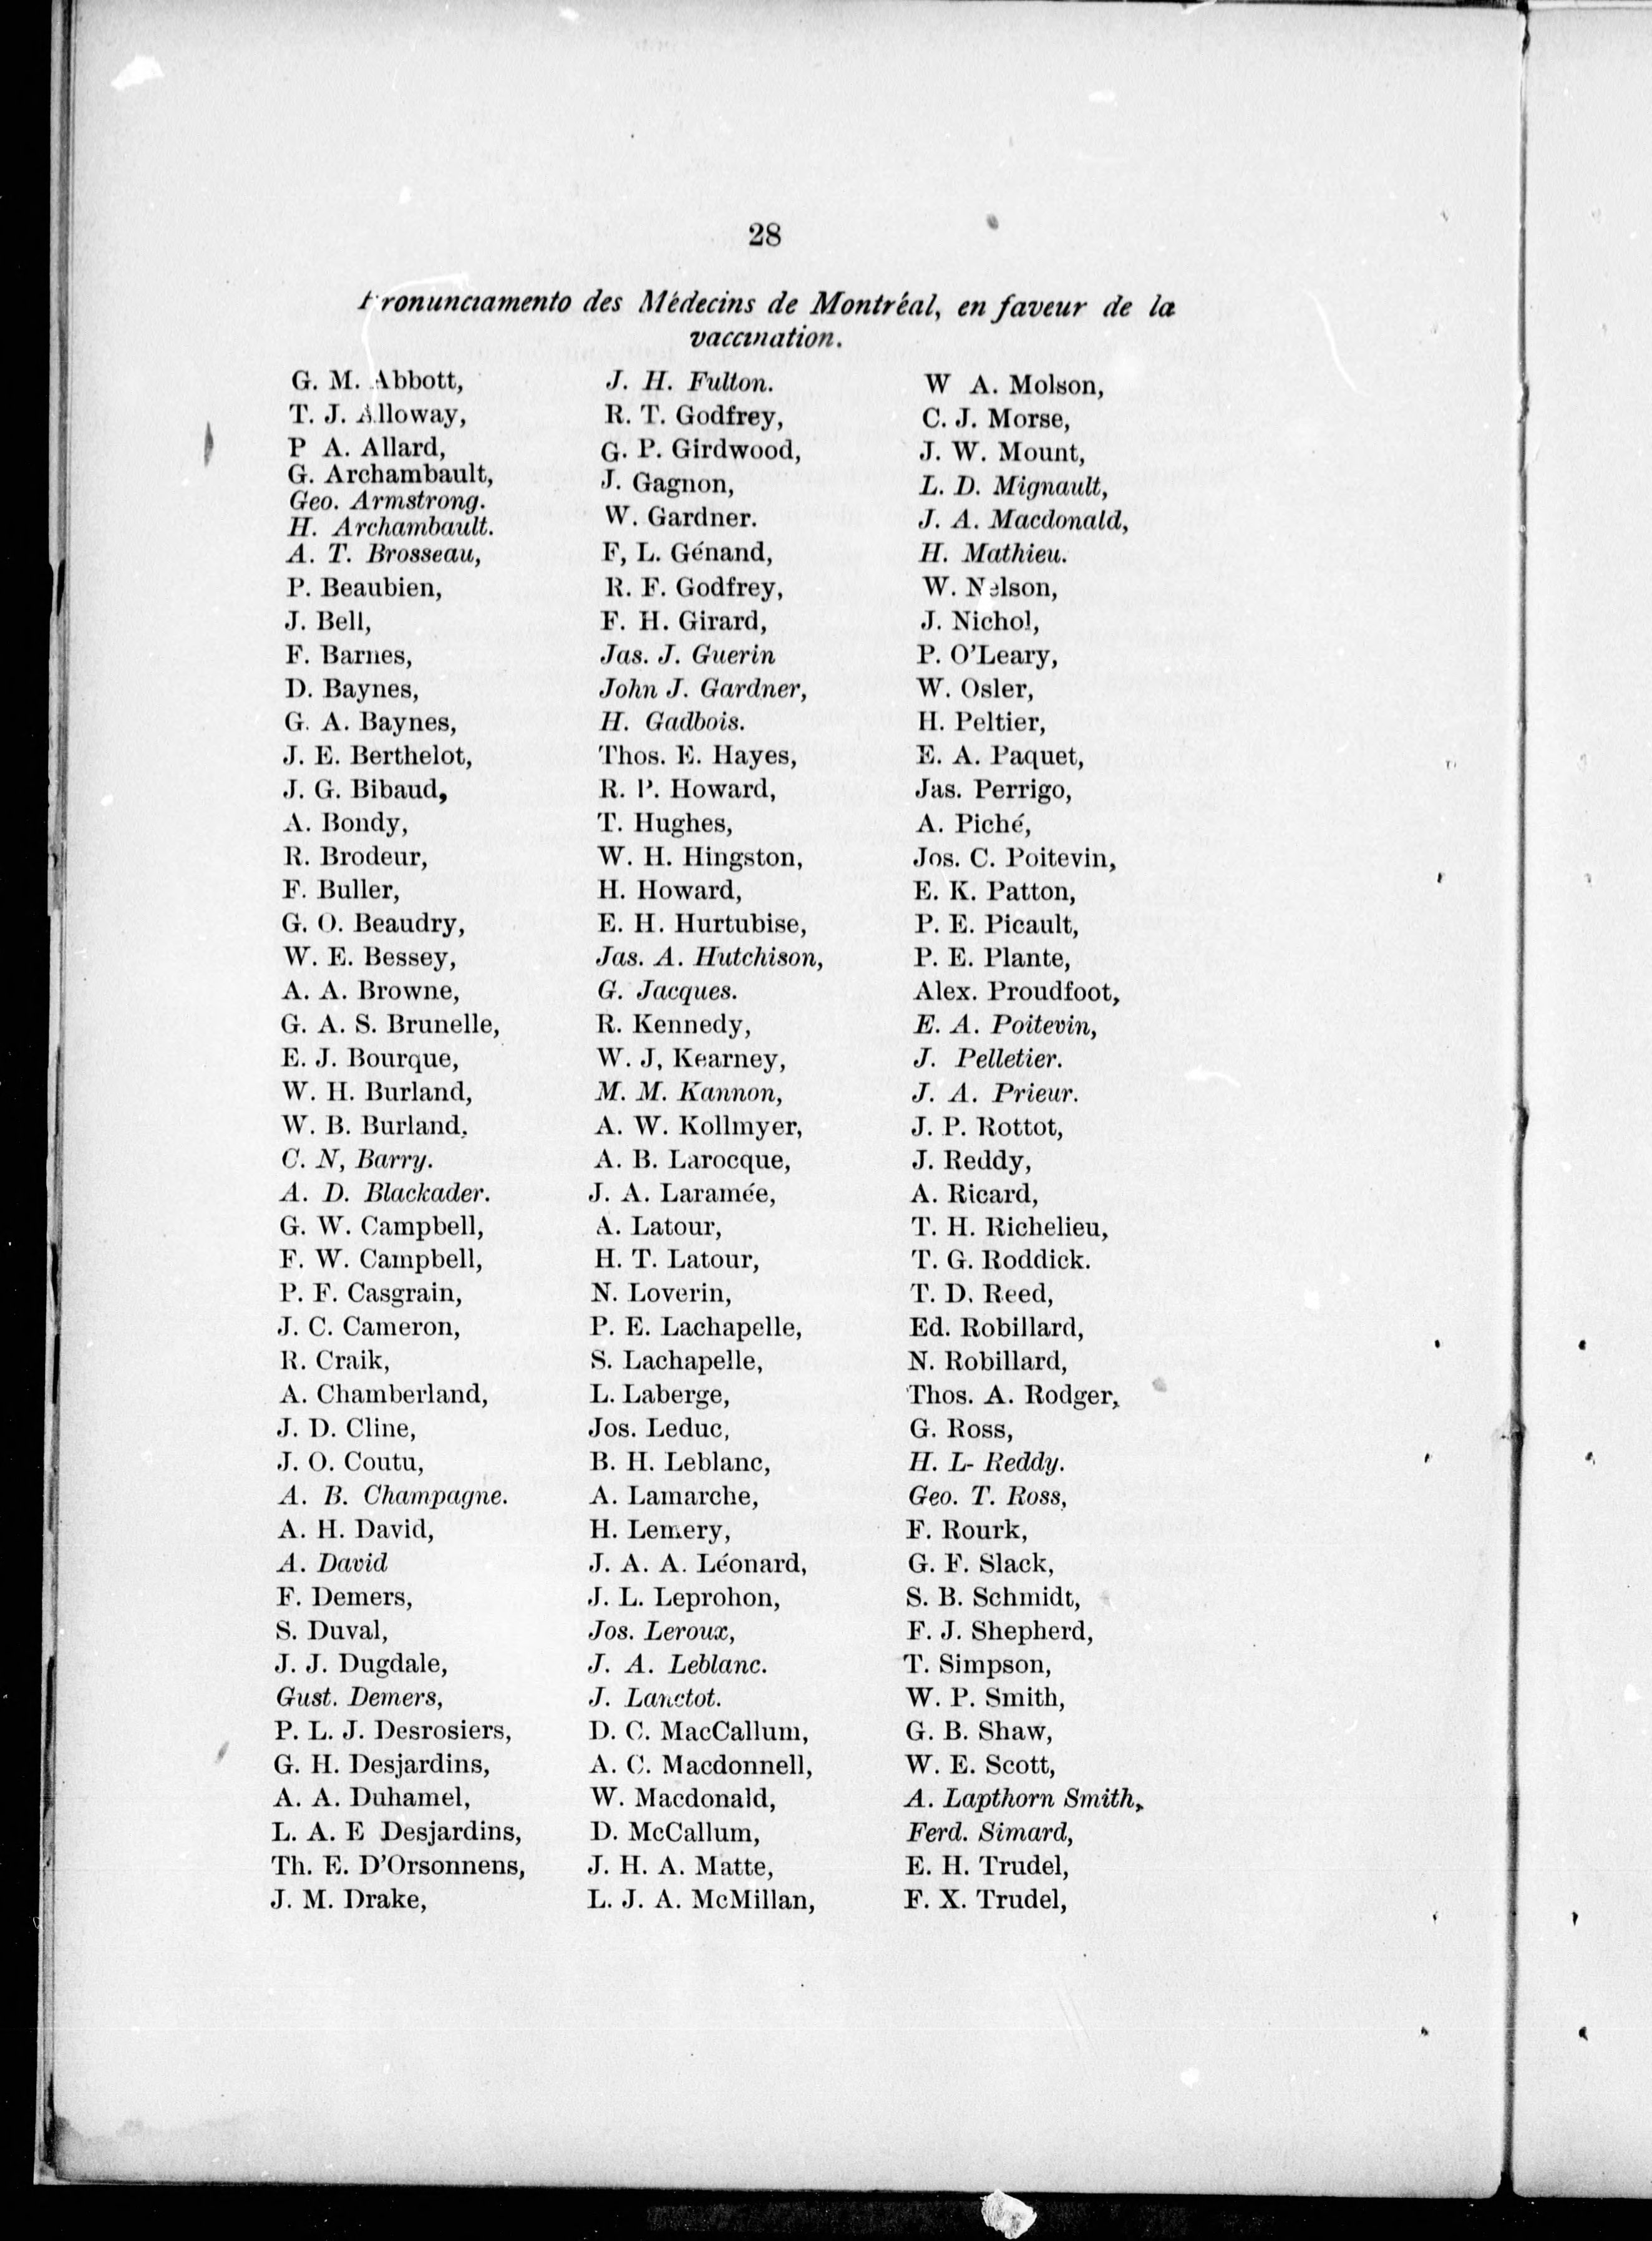 28
Pronunciamento des Médecins de Montréal, en faveur de la
vaccination.
G. M. Abbott,
T. J. Alloway,
P A. Allard,
G. Archambault,
Geo. Armstrong.
H. Archambault.
A. T. Brosseau,
P. Beaubien,
J. Bell,
F. Barnes,
D. Baynes,
G. A. Baynes,
J. E. Berthelot,
J. G. Bibaud,
A. Bondy,
R. Brodeur,
F. Buller,
G. O. Beaudry,
W. E. Bessey,
A. A. Browne,
G. A. S. Brunelle,
E. J. Bourque,
W. H. Burland,
W. B. Burland,
C. N, Barry.
A. D. Blackader.
G. W. Campbell,
F. W. Campbell,
P. F. Casgrain,
J. C. Cameron,
R. Craik,
A. Chamberland,
J. D. Cline,
J. O. Coutu,
A. B. Champagne.
A. H. David,
A. David
F. Demers,
S. Duval,
J. J. Dugdale,
Gust. Demers,
P. L. J. Desrosiers,
G. H. Desjardins,
A. A. Duhamel,
L. A. E Desjardins,
Th. E. D'Orsonnens,
J. M. Drake,
J. H. Fulton.
R. T. Godfrey,
G. P. Girdwood,
J. Gagnon,
W. Gardner.
F, L. Génand,
R. F. Godfrey,
F. H. Girard,
Jas. J. Guerin
John J. Gardner,
H. Gadbois.
Thos. E. Hayes,
R. P. Howard,
T. Hughes,
W. H. Hingston,
H. Howard,
E. H. Hurtubise,
Jas. A. Hutchison,
G. Jacques.
R. Kennedy,
W. J, Kearney,
M. M. Kannon,
A. W. Kollmyer,
A. B. Larocque,
J. A. Laramée,
A. Latour,
H. T. Latour,
N. Loverin,
P. E. Lachapelle,
S. Lachapelle,
L. Laberge,
Jos. Leduc,
B. H. Leblanc,
A. Lamarche,
H. Lemery,
J. A. A. Léonard,
J. L. Leprohon,
Jos. Leroux,
J. A. Leblanc.
J. Lanctot.
D. C. MacCallum,
A. C. Macdonnell,
W. Macdonald,
D. McCallum,
J. H. A. Matte,
L. J. A. McMillan,
W A. Molson,
C. J. Morse,
J. W. Mount,
L. D. Mignault,
J. A. Macdonald,
H. Mathieu.
W. Nelson,
J. Nichol,
P. O'Leary,
W. Osler,
H. Peltier,
E. A. Paquet,
Jas. Perrigo,
A. Piché,
Jos. C. Poitevin,
E. K. Patton,
P. E. Picault,
P. E. Plante,
Alex. Proudfoot,
E. A. Poitevin,
J. Pelletier.
J. A. Prieur.
J. P. Rottot,
J. Reddy,
A. Ricard,
T. H. Richelieu,
T. G. Roddick.
T. D. Reed,
Ed. Robillard,
N. Robillard,
Thos. A. Rodger,
G. Ross,
H. L- Reddy.
Geo. T. Ross,
F. Rourk,
G. F. Slack,
S. B. Schmidt,
F. J. Shepherd,
T. Simpson,
W. P. Smith,
G. B. Shaw,
W. E. Scott,
A. Lapthorn Smith,
Ferd. Simard,
E. H. Trudel,
F. X. Trudel,